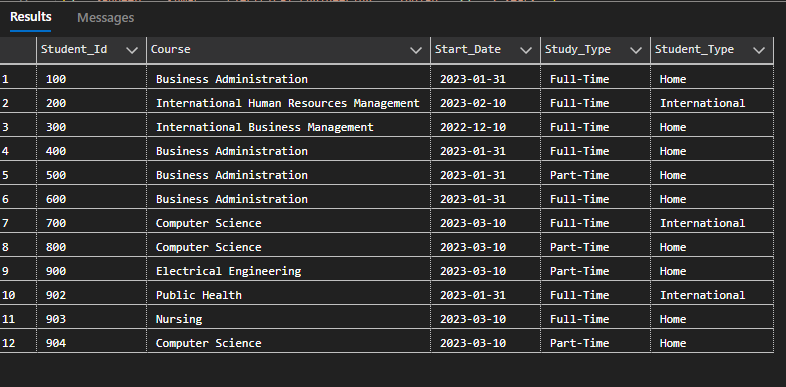 Results Messages
Student_Id Course Start_Date Study_Type Student_Type
1 100 Business Administration 2023-01-31 Full-Time Home
2 200 International Human Resources Management 2023-02-10 Full-Time International
3 300 International Business Management 2022-12-10 Full-Time Home
4 400 Business Administration 2023-01-31 Full-Time Home
5 500 Business Administration 2023-01-31 Part-Time Home
6 600 Business Administration 2023-01-31 Full-Time Home
7 700 Computer Science 2023-03-10 Full-Time International
8 800 Computer Science 2023-03-10 Part-Time Home
9 900 Electrical Engineering 2023-03-10 Part-Time Home
10 902 Public Health 2023-01-31 Full-Time International
11 903 Nursing 2023-03-10 Full-Time Home
12 904 Computer Science 2023-03-10 Part-Time Home